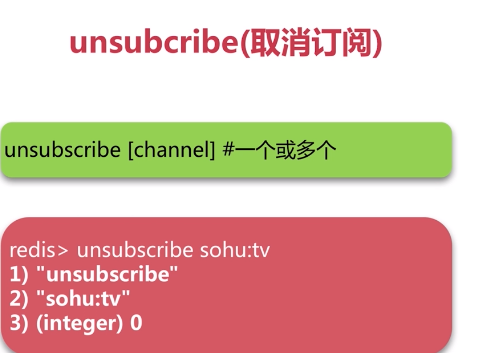 unsubcribe(取消订阅)
unsubscribe [channel] #一个或多个
redis> unsubscribe sohu:tv
1) "unsubscribe"
2) "sohu:tv"
3) (integer) 0